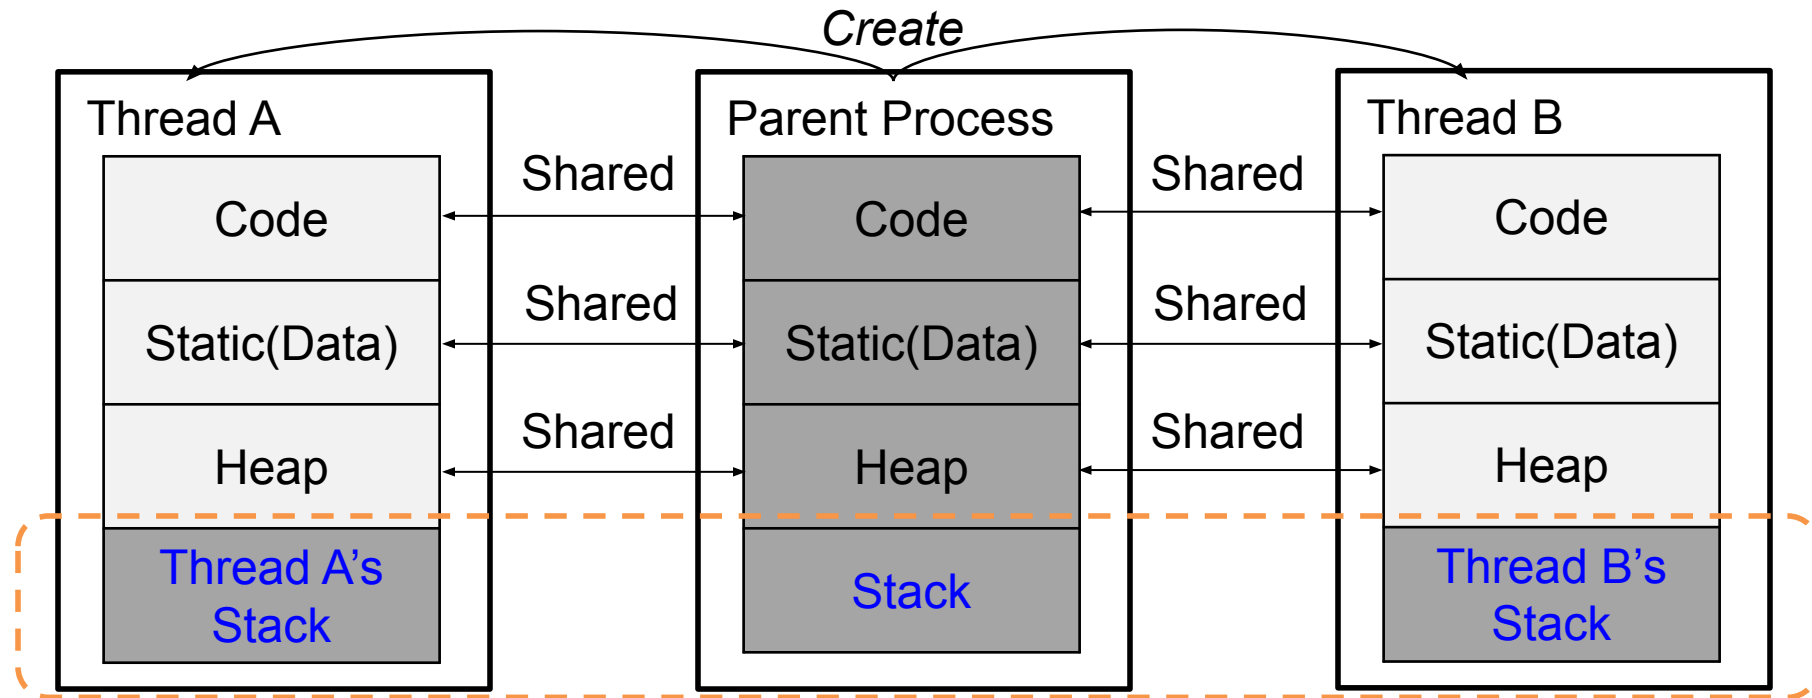 Create
Thread A
Parent Process
Thread B
Shared
Shared
Code
Code
Code
Shared
Shared
Static(Data)
Static(Data)
Static(Data)
Shared
Shared
Heap
Heap
Heap
Thread A's
Stack
Stack
Thread B's
Stack